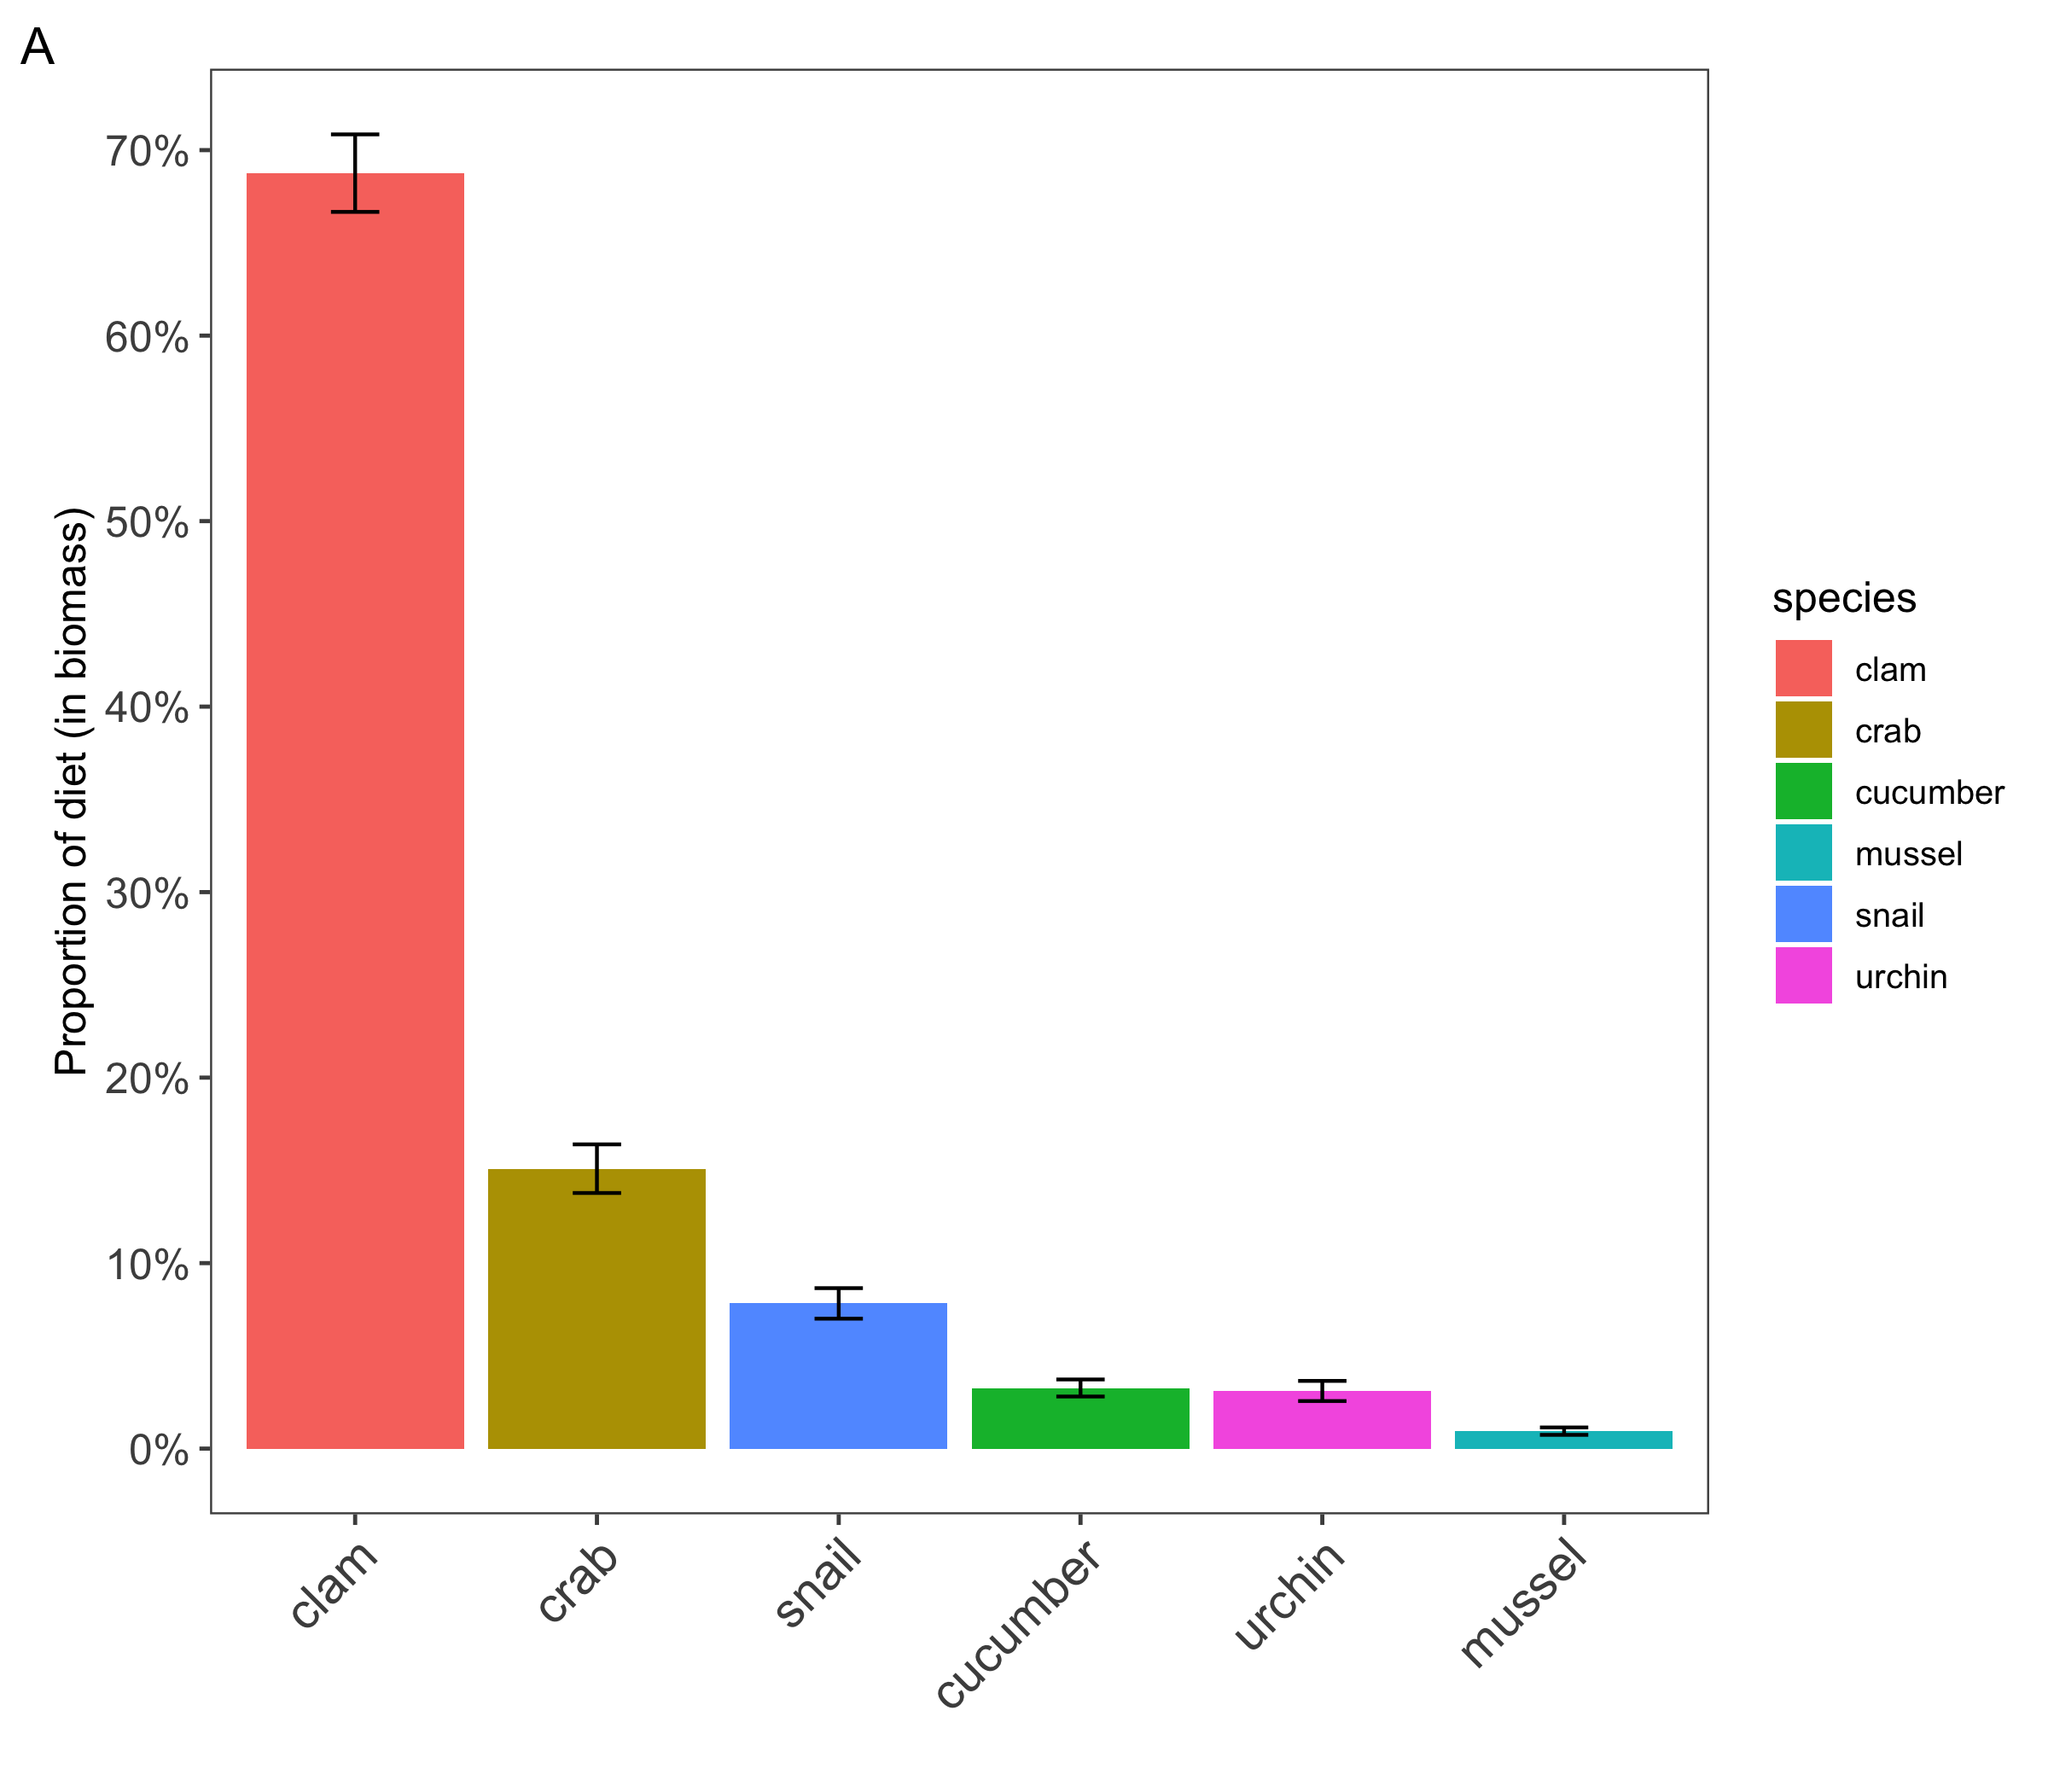 A
70%
60%
50%
40%
30%
20%
10%
0%
Proportion of diet (in biomass)
clam
crab
snail
cucumber
urchin
mussel
species
clam
crab
cucumber
mussel
snail
urchin